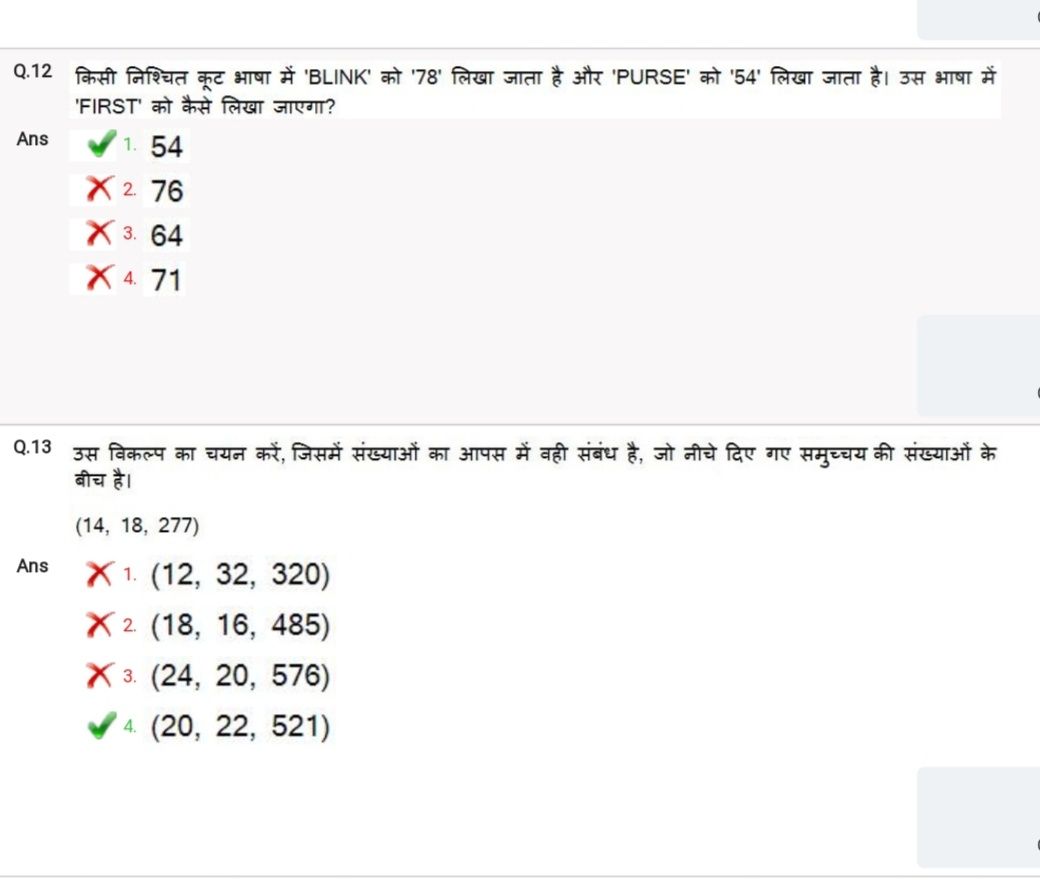 Q.12 किसी निश्चित कूट भाषा में 'BLINK' को '78' लिखा जाता है और 'PURSE' को '54' लिखा जाता है। उस भाषा में
'FIRST' को कैसे लिखा जाएगा?
Ans 1. 54
2. 76
3. 64
4. 71
Q.13 उस विकल्प का चयन करें, जिसमें संख्याओं का आपस में वही संबंध है, जो नीचे दिए गए समुच्चय की संख्याओं के
बीच है।
(14, 18, 277)
Ans 1. (12, 32, 320)
2. (18, 16, 485)
3. (24, 20, 576)
4. (20, 22, 521)